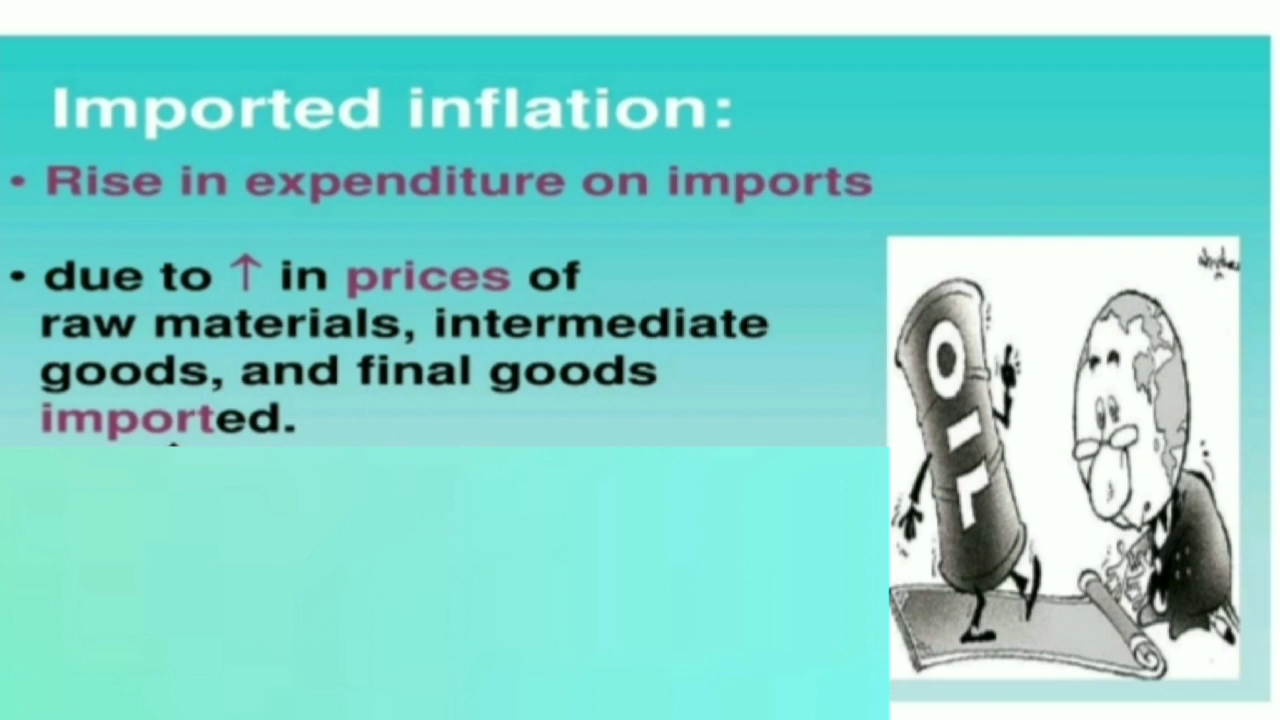 Imported inflation:
• Rise in expenditure on imports
• due to ↑ in prices of
raw materials, intermediate
goods, and final goods
imported.
OIL